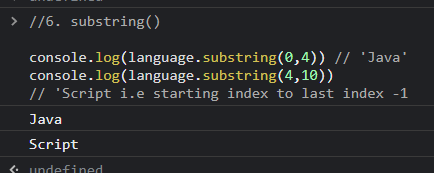 undefined
> //6. substring()
console.log(language.substring(0,4)) // 'Java'
console.log(language.substring(4,10))
// 'Script i.e starting index to last index -1
Java
Script
undefined